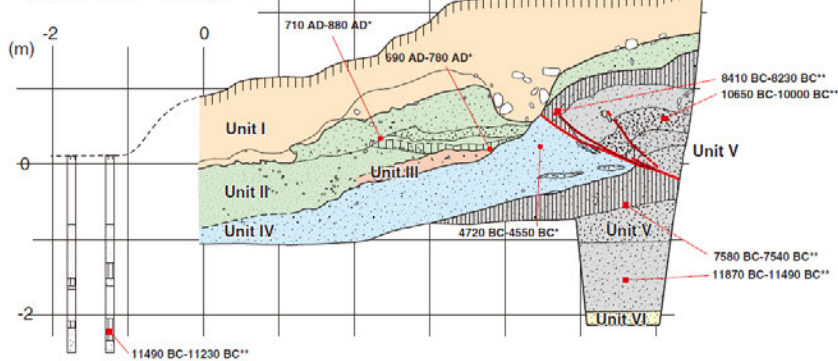 710 AD-880 AD*
-2
0
(m)
690 AD-780 AD*
8410 BC-8230 BC**
10650 BC-10000 BC**
Unit I
Unit V
0
Unit III
Unit II
Unit IV
4720 BC-4550 BC*
Unit V
7580 BC-7540 BC**
11870 BC-11490 BC**
-2
Unit VI
11490 BC-11230 BC**